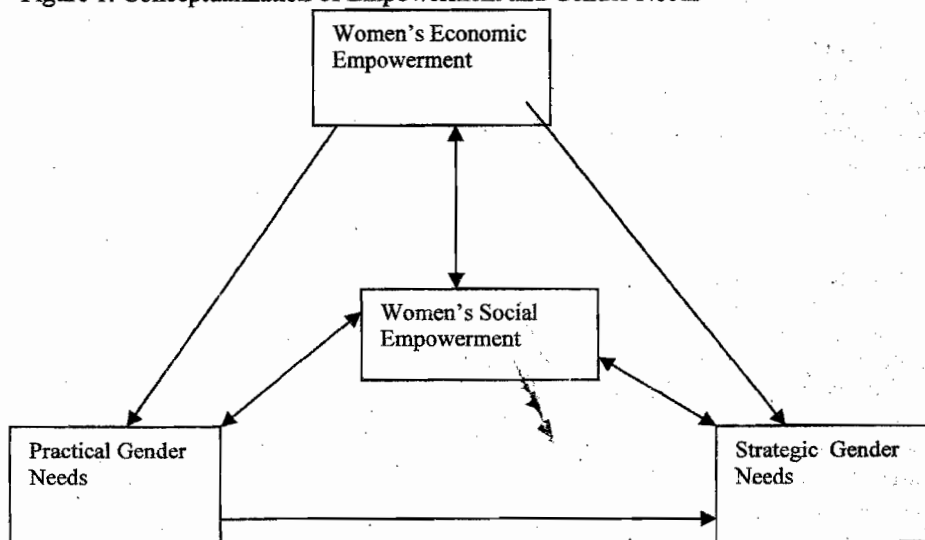 Women's Economic
Empowerment
Women's Social
Empowerment
Practical Gender
Needs
Strategic Gender
Needs